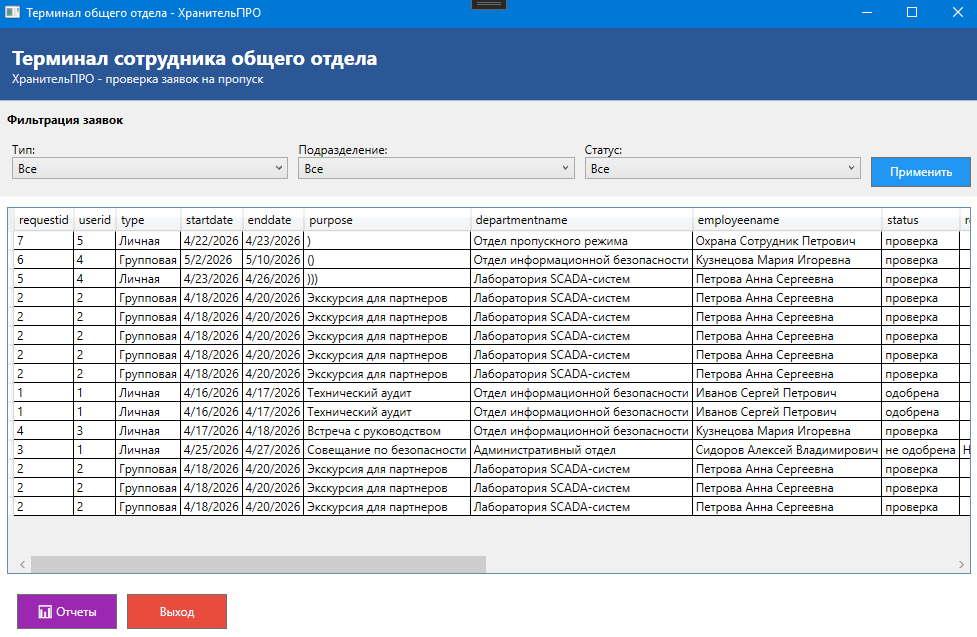 Терминал общего отдела - ХранительПРО
Терминал сотрудника общего отдела
ХранительПРО - проверка заявок на пропуск
Фильтрация заявок
Тип: Подразделение: Статус:
Все Все Все Применить
requestid userid type startdate enddate purpose departmentname employeename status r
7 5 Личная 4/22/2026 4/23/2026 ) Отдел пропускного режима Охрана Сотрудник Петрович проверка
6 4 Групповая 5/2/2026 5/10/2026 () Отдел информационной безопасности Кузнецова Мария Игоревна проверка
5 4 Личная 4/23/2026 4/26/2026 ))) Лаборатория SCADA-систем Петрова Анна Сергеевна проверка
2 2 Групповая 4/18/2026 4/20/2026 Экскурсия для партнеров Лаборатория SCADA-систем Петрова Анна Сергеевна проверка
2 2 Групповая 4/18/2026 4/20/2026 Экскурсия для партнеров Лаборатория SCADA-систем Петрова Анна Сергеевна проверка
2 2 Групповая 4/18/2026 4/20/2026 Экскурсия для партнеров Лаборатория SCADA-систем Петрова Анна Сергеевна проверка
2 2 Групповая 4/18/2026 4/20/2026 Экскурсия для партнеров Лаборатория SCADA-систем Петрова Анна Сергеевна проверка
2 2 Групповая 4/18/2026 4/20/2026 Экскурсия для партнеров Лаборатория SCADA-систем Петрова Анна Сергеевна проверка
1 1 Личная 4/16/2026 4/17/2026 Технический аудит Отдел информационной безопасности Иванов Сергей Петрович одобрена
1 1 Личная 4/16/2026 4/17/2026 Технический аудит Отдел информационной безопасности Иванов Сергей Петрович одобрена
4 3 Личная 4/17/2026 4/18/2026 Встреча с руководством Отдел информационной безопасности Кузнецова Мария Игоревна проверка
3 1 Личная 4/25/2026 4/27/2026 Совещание по безопасности Административный отдел Сидоров Алексей Владимирович не одобрена Н
2 2 Групповая 4/18/2026 4/20/2026 Экскурсия для партнеров Лаборатория SCADA-систем Петрова Анна Сергеевна проверка
2 2 Групповая 4/18/2026 4/20/2026 Экскурсия для партнеров Лаборатория SCADA-систем Петрова Анна Сергеевна проверка
2 2 Групповая 4/18/2026 4/20/2026 Экскурсия для партнеров Лаборатория SCADA-систем Петрова Анна Сергеевна проверка
Отчеты Выход